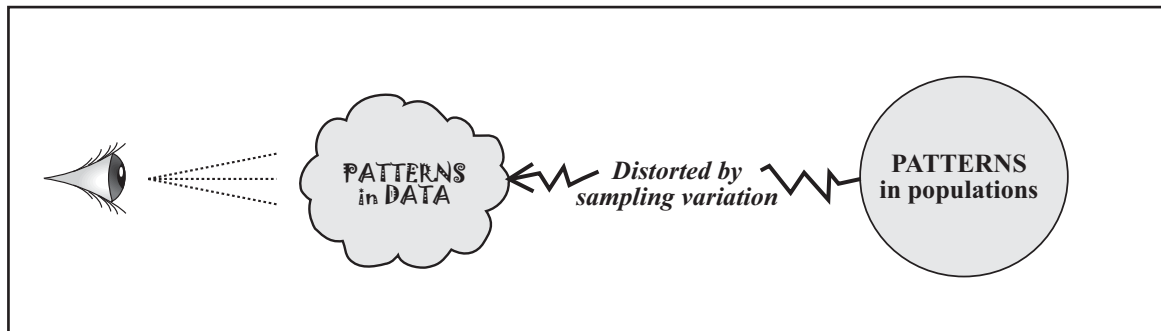 PATTERNS
in DATA
Distorted by
sampling variation
PATTERNS
in populations